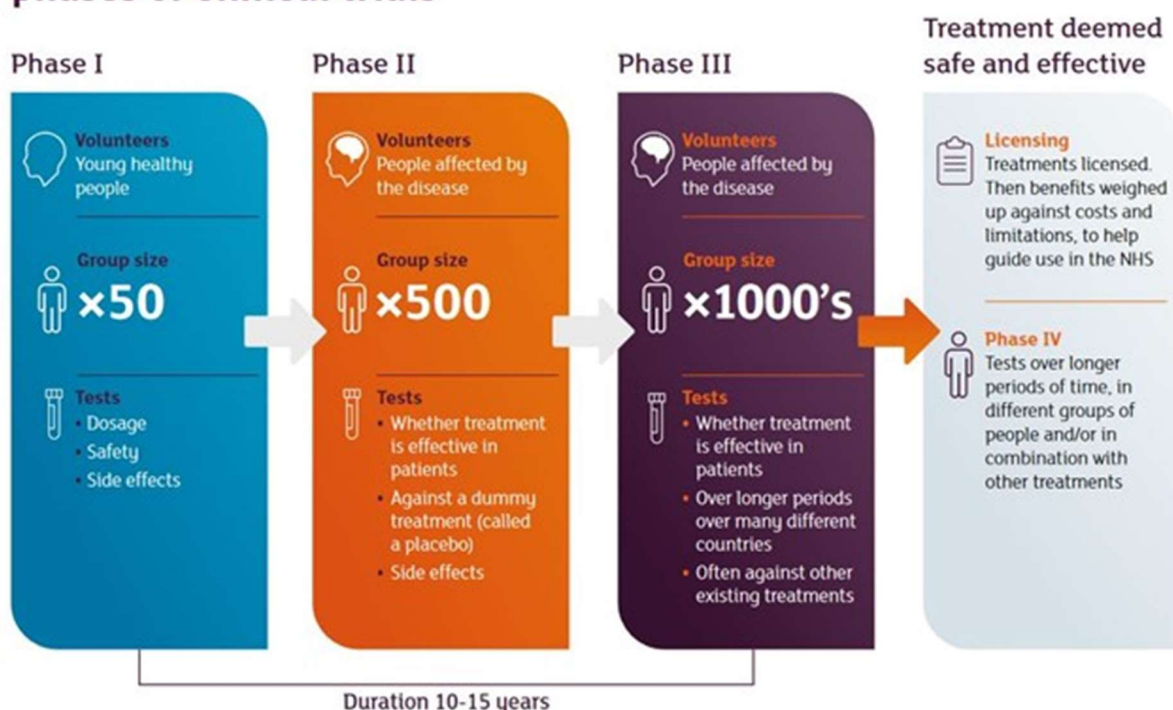 Phase I
Volunteers
Young healthy
people
Group size
×50
Tests
• Dosage
• Safety
• Side effects
Phase II
Volunteers
People affected by
the disease
Group size
×500
Tests
• Whether treatment
is effective in
patients
• Against a dummy
treatment (called
a placebo)
• Side effects
Phase III
Volunteers
People affected by
the disease
Group size
×1000's
Tests
• Whether treatment
is effective in
patients
• Over longer periods
over many different
countries
• Often against other
existing treatments
Treatment deemed
safe and effective
Licensing
Treatments licensed.
Then benefits weighed
up against costs and
limitations, to help
guide use in the NHS
Phase IV
Tests over longer
periods of time, in
different groups of
people and/or in
combination with
other treatments
Duration 10-15 years